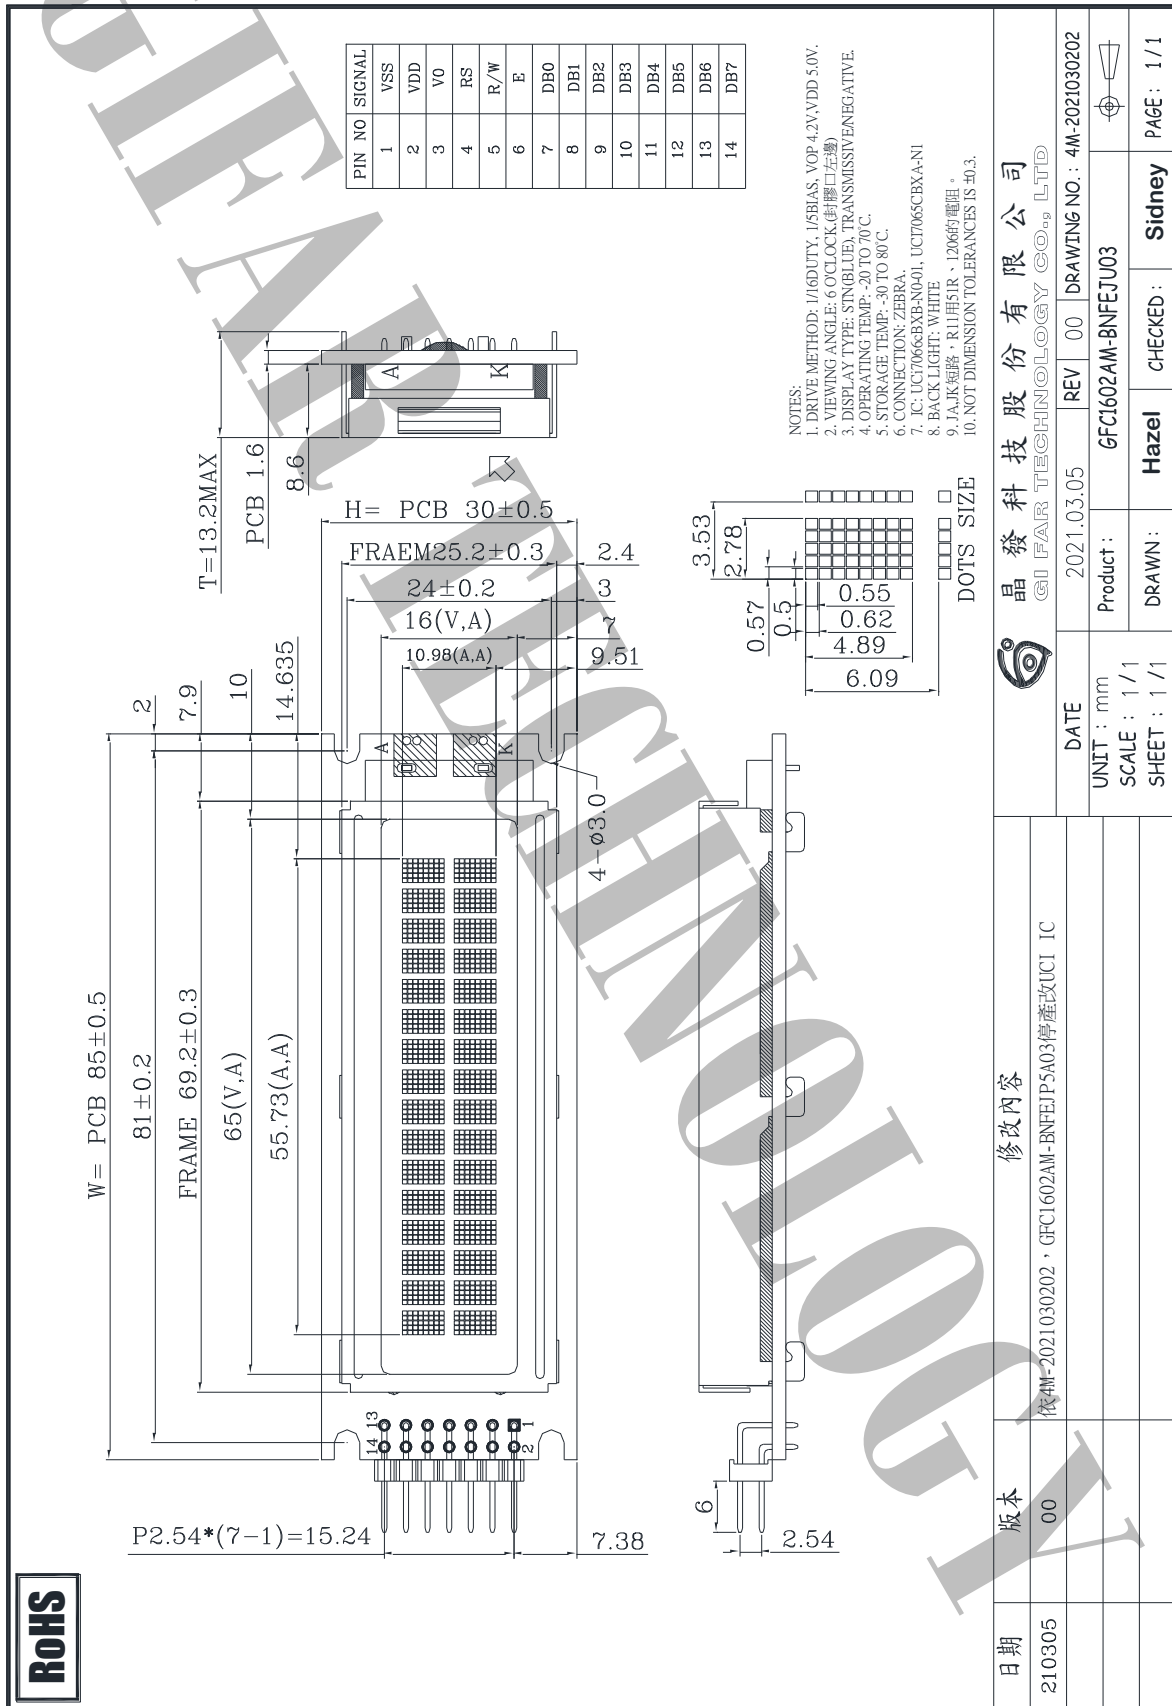 RoHS
GIFAR TECHNOLOGY
W= PCB 85±0.5
81±0.2
FRAME 69.2±0.3
65(V,A)
55.73(A,A)
2
7.9
10
14.635
T=13.2MAX
PCB 1.6
8.6
A
K
H= PCB 30±0.5
FRAEM25.2±0.3
2.4
24±0.2
3
16(V,A)
7
10.98(A,A)
9.51
A
K
4-ø3.0
14
13
2
1
P2.54*(7-1)=15.24
7.38
6
2.54
3.53
2.78
0.57
0.5
0.55
0.62
4.89
6.09
DOTS SIZE
PIN NO SIGNAL
1 VSS
2 VDD
3 V0
4 RS
5 R/W
6 E
7 DB0
8 DB1
9 DB2
10 DB3
11 DB4
12 DB5
13 DB6
14 DB7
NOTES:
1. DRIVE METHOD: 1/16DUTY, 1/5BIAS, VOP 4.2V,VDD 5.0V.
2. VIEWING ANGLE: 6 O'CLOCK.(封膠口左邊)
3. DISPLAY TYPE: STN(BLUE), TRANSMISSIVE/NEGATIVE.
4. OPERATING TEMP: -20 TO 70°C.
5. STORAGE TEMP: -30 TO 80°C.
6. CONNECTION: ZEBRA.
7. IC: UCi7066cBXB-N0-01, UCI7065CBXA-N1
8. BACK LIGHT: WHITE
9. JA,JK短路，R11用51R、1206的電阻。
10. NOT DIMENSION TOLERANCES IS ±0.3.
日期 版本 修改內容
210305 00 依4M-2021030202，GFC1602AM-BNFEJP5A03停產改UCI IC
晶發科技股份有限公司
GI FAR TECHNOLOGY CO., LTD
DATE 2021.03.05 REV 00 DRAWING NO.: 4M-2021030202
UNIT : mm
SCALE : 1/1
SHEET : 1/1
Product : GFC1602AM-BNFEJU03
DRAWN : Hazel CHECKED : Sidney PAGE : 1/1